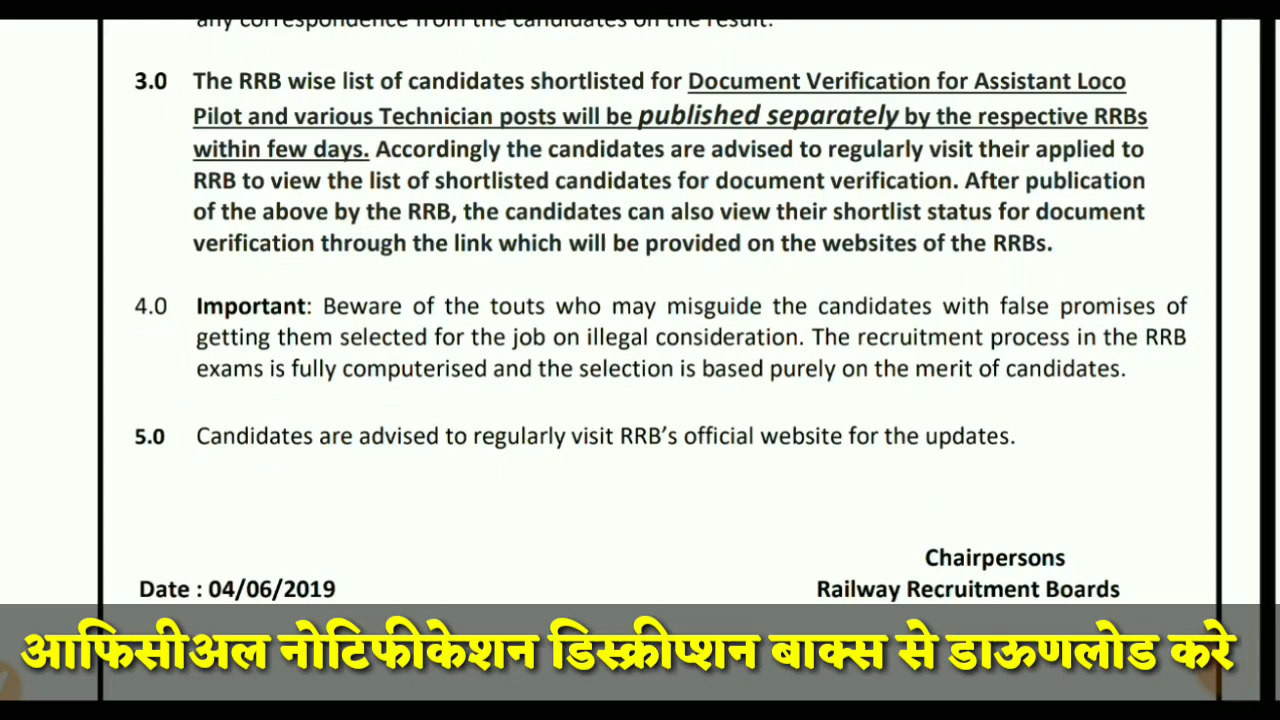 any correspondence from the candidates on the result.
3.0 The RRB wise list of candidates shortlisted for Document Verification for Assistant Loco
Pilot and various Technician posts will be published separately by the respective RRBs
within few days. Accordingly the candidates are advised to regularly visit their applied to
RRB to view the list of shortlisted candidates for document verification. After publication
of the above by the RRB, the candidates can also view their shortlist status for document
verification through the link which will be provided on the websites of the RRBs.
4.0 Important: Beware of the touts who may misguide the candidates with false promises of
getting them selected for the job on illegal consideration. The recruitment process in the RRB
exams is fully computerised and the selection is based purely on the merit of candidates.
5.0 Candidates are advised to regularly visit RRB’s official website for the updates.
Chairpersons
Date : 04/06/2019 Railway Recruitment Boards
आफिसीअल नोटिफीकेशन डिस्क्रीप्शन बाक्स से डाऊणलोड करे